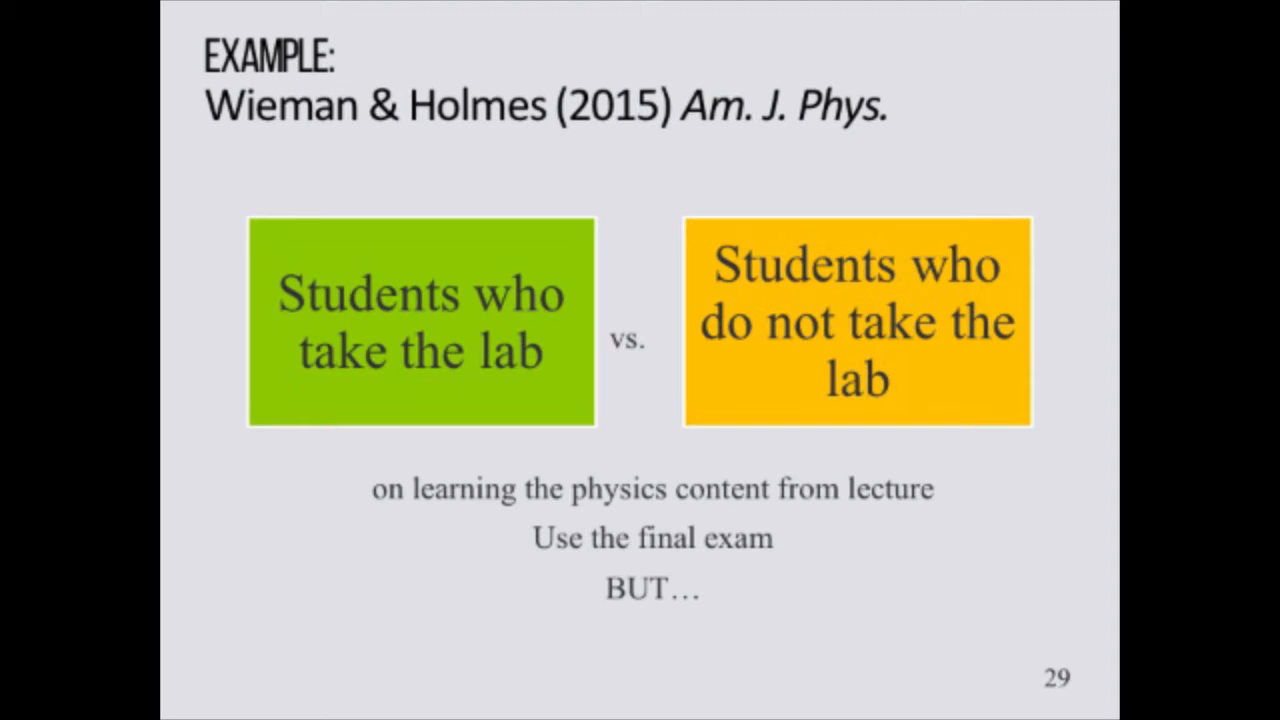 EXAMPLE:
Wieman & Holmes (2015) Am. J. Phys.
Students who
take the lab
vs.
Students who
do not take the
lab
on learning the physics content from lecture
Use the final exam
BUT…
29